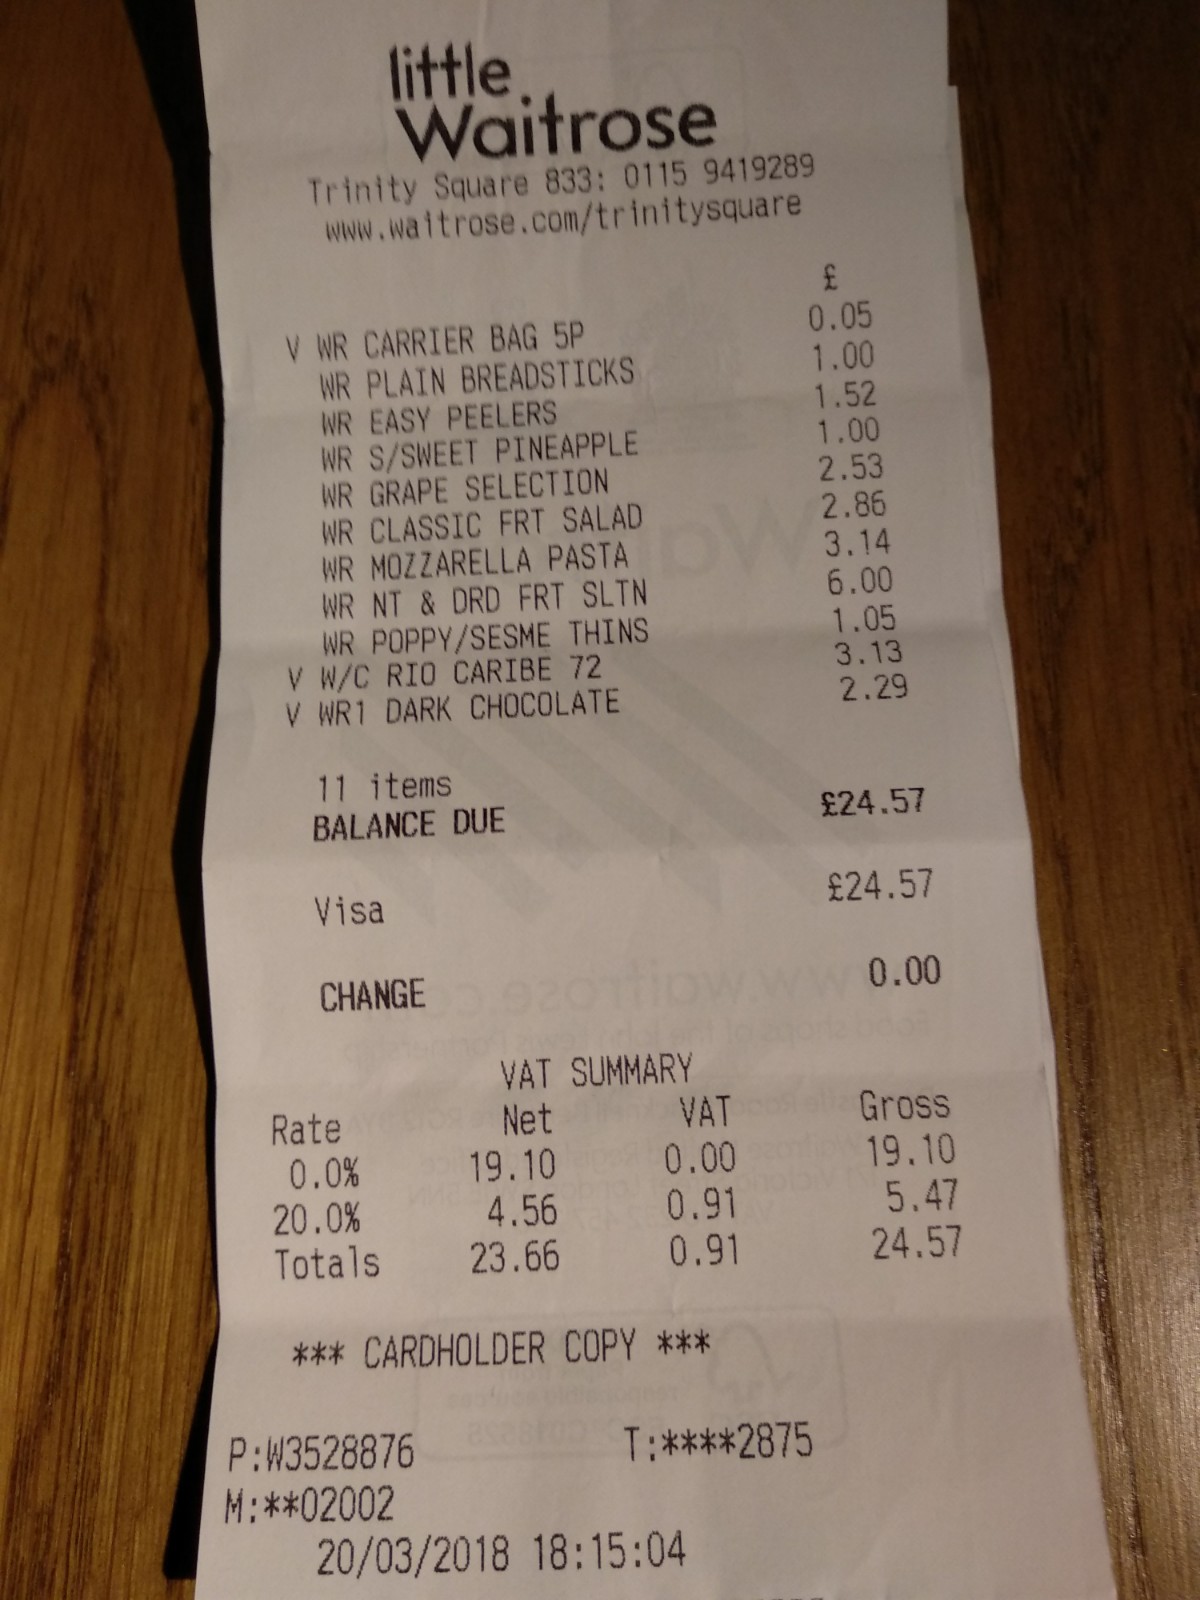 little
Waitrose
Trinity Square 833: 0115 9419289
www.waitrose.com/trinitysquare
£
V WR CARRIER BAG 5P 0.05
WR PLAIN BREADSTICKS 1.00
WR EASY PEELERS 1.52
WR S/SWEET PINEAPPLE 1.00
WR GRAPE SELECTION 2.53
WR CLASSIC FRT SALAD 2.86
WR MOZZARELLA PASTA 3.14
WR NT & DRD FRT SLTN 6.00
WR POPPY/SESME THINS 1.05
V W/C RIO CARIBE 72 3.13
V WR1 DARK CHOCOLATE 2.29
11 items
BALANCE DUE £24.57
Visa £24.57
CHANGE 0.00
VAT SUMMARY
Rate Net VAT Gross
0.0% 19.10 0.00 19.10
20.0% 4.56 0.91 5.47
Totals 23.66 0.91 24.57
*** CARDHOLDER COPY ***
P:W3528876 T:****2875
M:**02002
20/03/2018 18:15:04